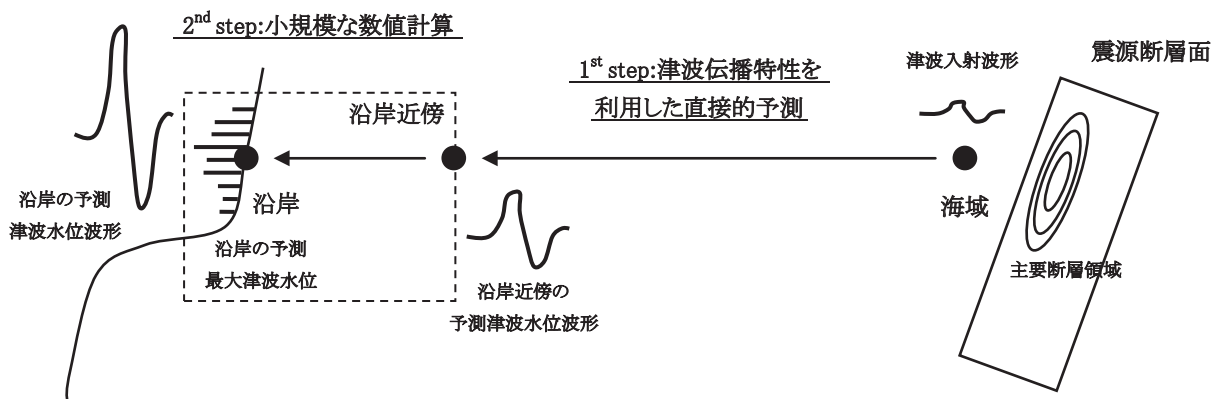 2nd step:小規模な数値計算
1st step:津波伝播特性を
利用した直接的予測
津波入射波形
震源断層面
沿岸近傍
沿岸の予測
津波水位波形
沿岸
沿岸の予測
最大津波水位
沿岸近傍の
予測津波水位波形
海域
主要断層領域